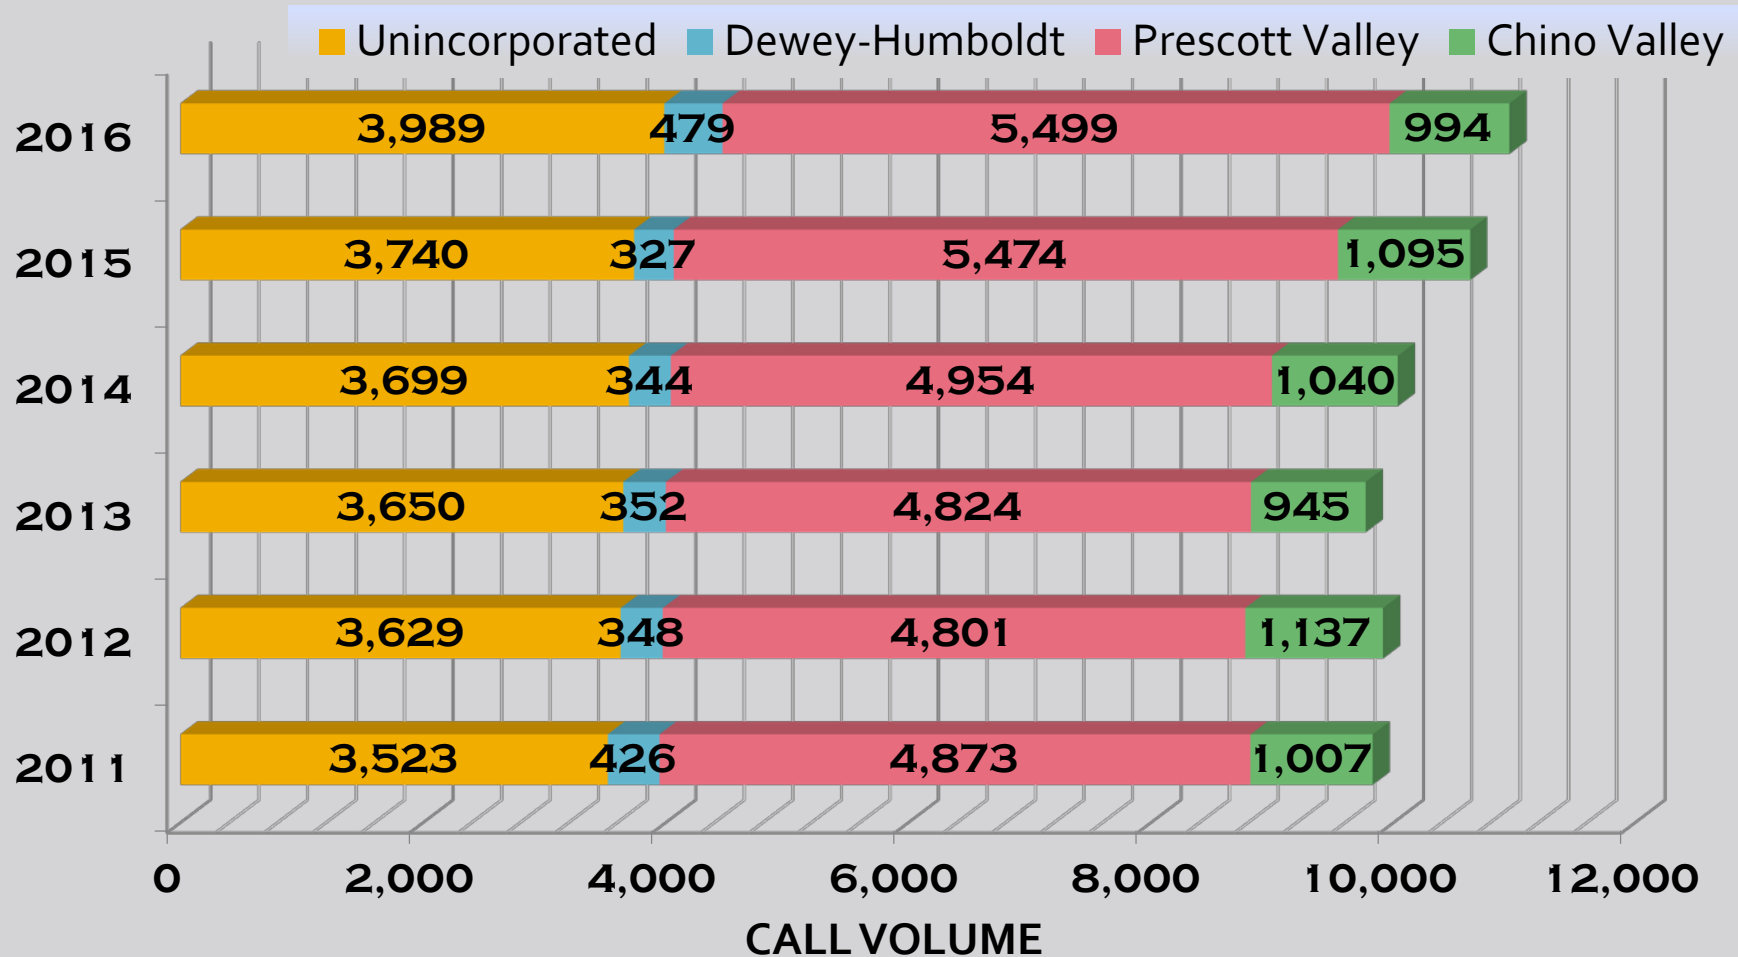 Unincorporated Dewey-Humboldt Prescott Valley Chino Valley
2016 3,989 479 5,499 994
2015 3,740 327 5,474 1,095
2014 3,699 344 4,954 1,040
2013 3,650 352 4,824 945
2012 3,629 348 4,801 1,137
2011 3,523 426 4,873 1,007
0 2,000 4,000 6,000 8,000 10,000 12,000
CALL VOLUME